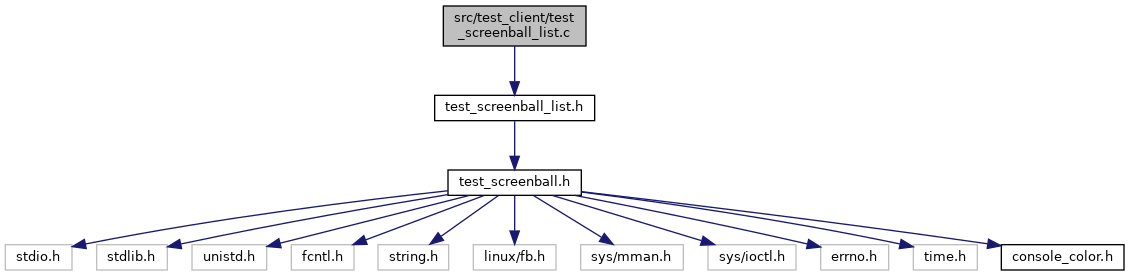 src/test_client/test
_screenball_list.c
test_screenball_list.h
test_screenball.h
stdio.h
stdlib.h
unistd.h
fcntl.h
string.h
linux/fb.h
sys/mman.h
sys/ioctl.h
errno.h
time.h
console_color.h